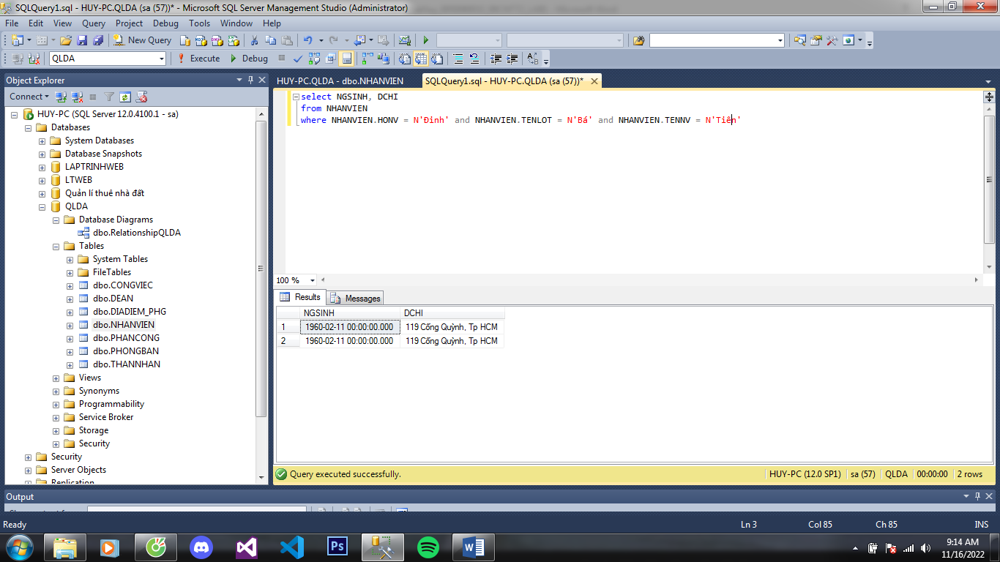 SQLQuery1.sql - HUY-PC.QLDA (sa (57))* - Microsoft SQL Server Management Studio (Administrator)
File Edit View Query Project Debug Tools Window Help
New Query
QLDA Execute Debug
Object Explorer
Connect
HUY-PC (SQL Server 12.0.4100.1 - sa)
Databases
System Databases
Database Snapshots
LAPTRINHWEB
LTWEB
Quản lí thuê nhà đất
QLDA
Database Diagrams
dbo.RelationshipQLDA
Tables
System Tables
FileTables
dbo.CONGVIEC
dbo.DEAN
dbo.DIADIEM_PHG
dbo.NHANVIEN
dbo.PHANCONG
dbo.PHONGBAN
dbo.THANNHAN
Views
Synonyms
Programmability
Service Broker
Storage
Security
Security
Server Objects
Replication
HUY-PC.QLDA - dbo.NHANVIEN SQLQuery1.sql - HUY-PC.QLDA (sa (57))*
select NGSINH, DCHI
from NHANVIEN
where NHANVIEN.HONV = N'Đinh' and NHANVIEN.TENLOT = N'Bá' and NHANVIEN.TENNV = N'Tiên'
100 %
Results Messages
NGSINH DCHI
1 1960-02-11 00:00:00.000 119 Cống Quỳnh, Tp HCM
2 1960-02-11 00:00:00.000 119 Cống Quỳnh, Tp HCM
Query executed successfully. HUY-PC (12.0 SP1) sa (57) QLDA 00:00:00 2 rows
Output
Ready Ln 3 Col 85 Ch 85 INS
Ps
9:14 AM
11/16/2022